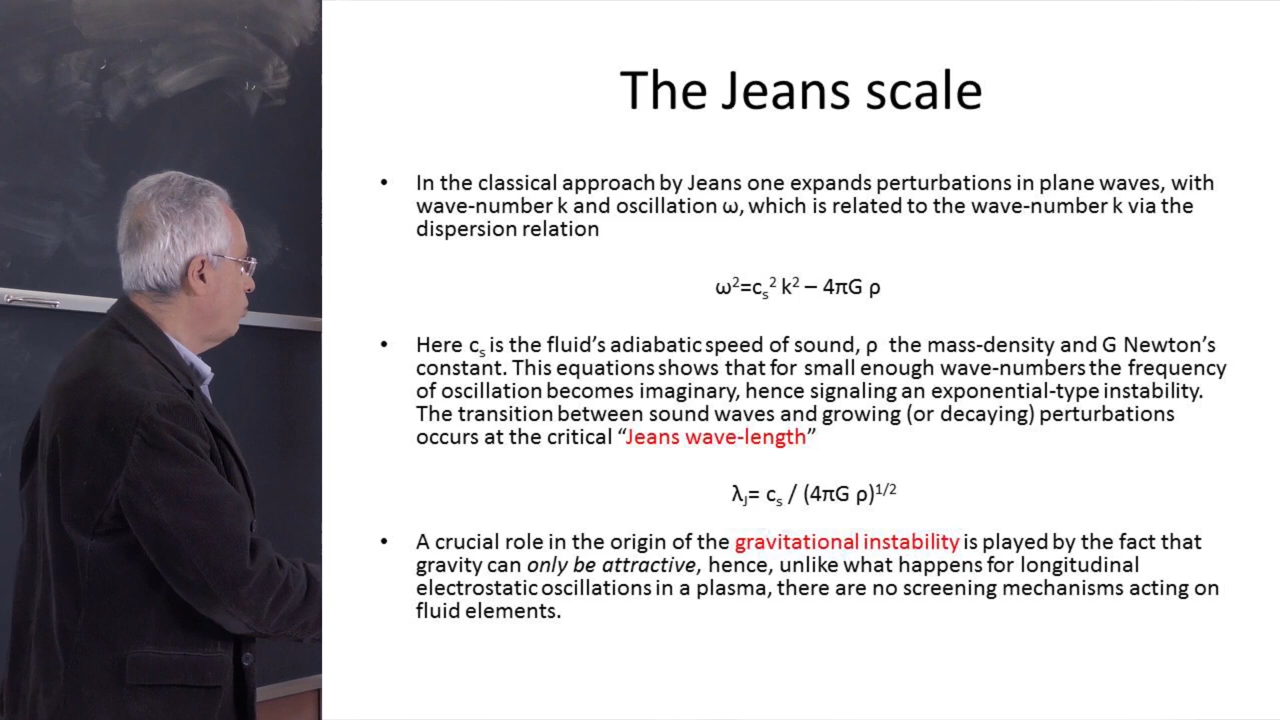 The Jeans scale
• In the classical approach by Jeans one expands perturbations in plane waves, with
wave-number k and oscillation ω, which is related to the wave-number k via the
dispersion relation
ω²=cₛ² k² – 4πG ρ
• Here cₛ is the fluid’s adiabatic speed of sound, ρ the mass-density and G Newton’s
constant. This equations shows that for small enough wave-numbers the frequency
of oscillation becomes imaginary, hence signaling an exponential-type instability.
The transition between sound waves and growing (or decaying) perturbations
occurs at the critical “Jeans wave-length”
λJ= cₛ / (4πG ρ)¹/²
• A crucial role in the origin of the gravitational instability is played by the fact that
gravity can only be attractive, hence, unlike what happens for longitudinal
electrostatic oscillations in a plasma, there are no screening mechanisms acting on
fluid elements.